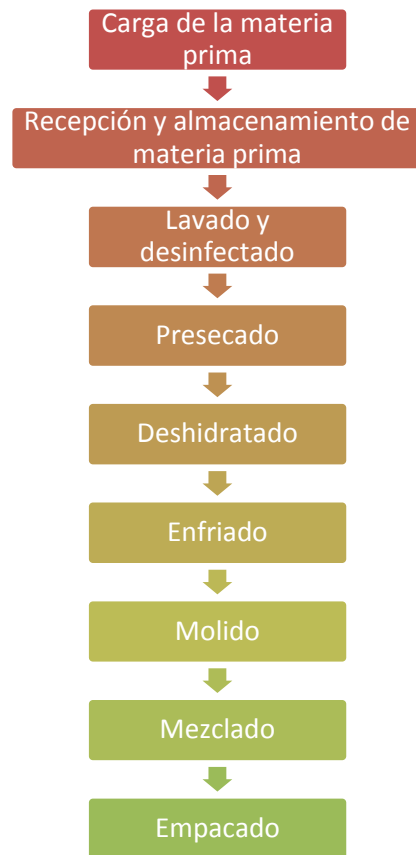 Carga de la materia
prima
Recepción y almacenamiento de
materia prima
Lavado y
desinfectado
Presecado
Deshidratado
Enfriado
Molido
Mezclado
Empacado